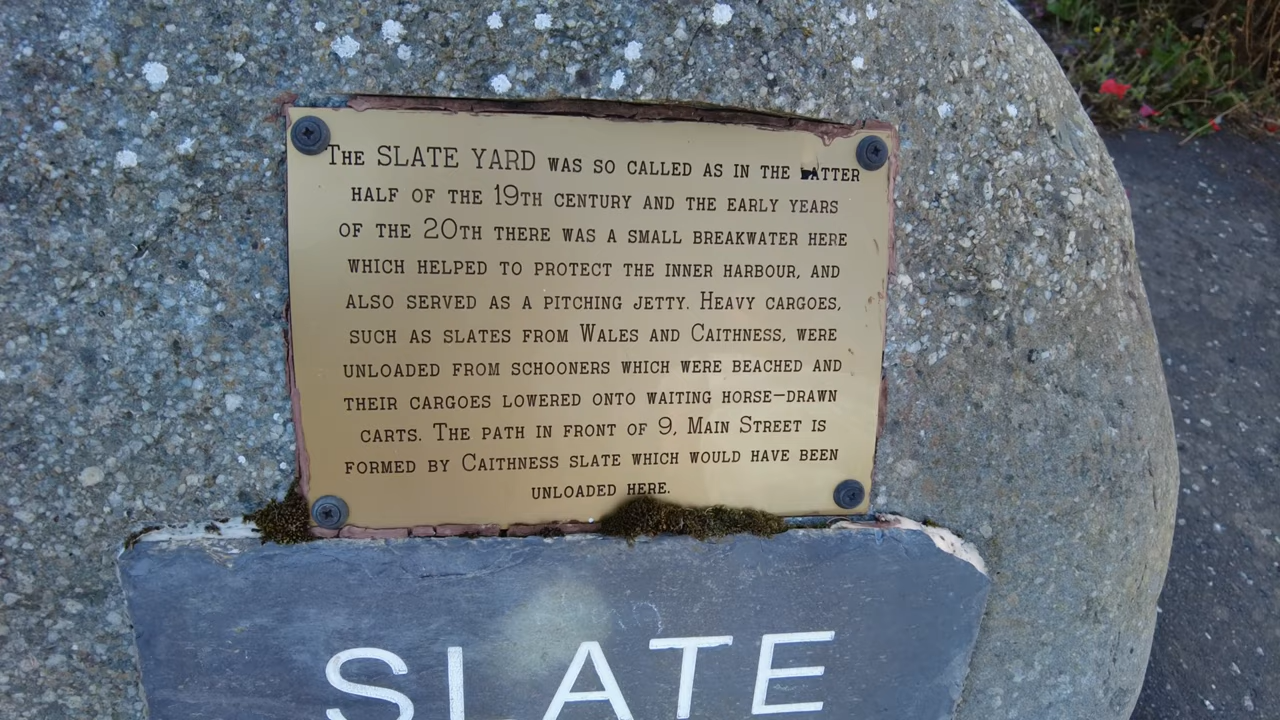 The SLATE YARD was so called as in the latter
half of the 19th century and the early years
of the 20th there was a small breakwater here
which helped to protect the inner harbour, and
also served as a pitching jetty. Heavy cargoes,
such as slates from Wales and Caithness, were
unloaded from schooners which were beached and
their cargoes lowered onto waiting horse-drawn
carts. The path in front of 9, Main Street is
formed by Caithness slate which would have been
unloaded here.
SLATE